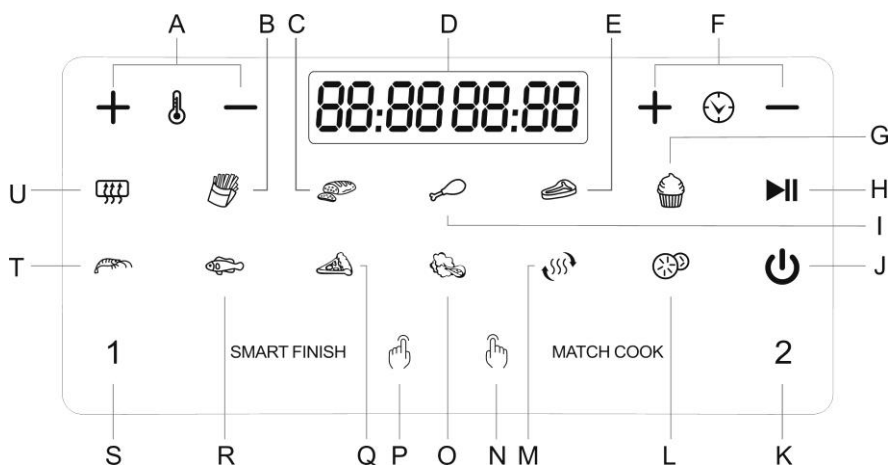 A B C D E F
88:88 88:88
G
U H
I
T J
1 SMART FINISH MATCH COOK 2
S R Q P O N M L K